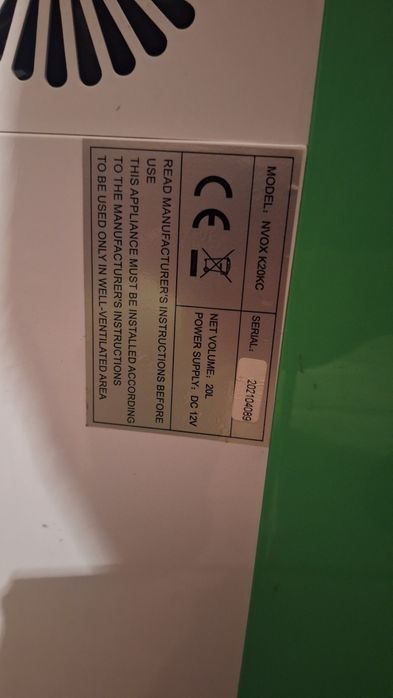 MODEL: NVOX K20KC
SERIAL: 202104089
CE
NET VOLUME: 20L
POWER SUPPLY: DC 12V
READ MANUFACTURER'S INSTRUCTIONS BEFORE
USE
THIS APPLIANCE MUST BE INSTALLED ACCORDING
TO THE MANUFACTURER'S INSTRUCTIONS
TO BE USED ONLY IN WELL-VENTILATED AREA